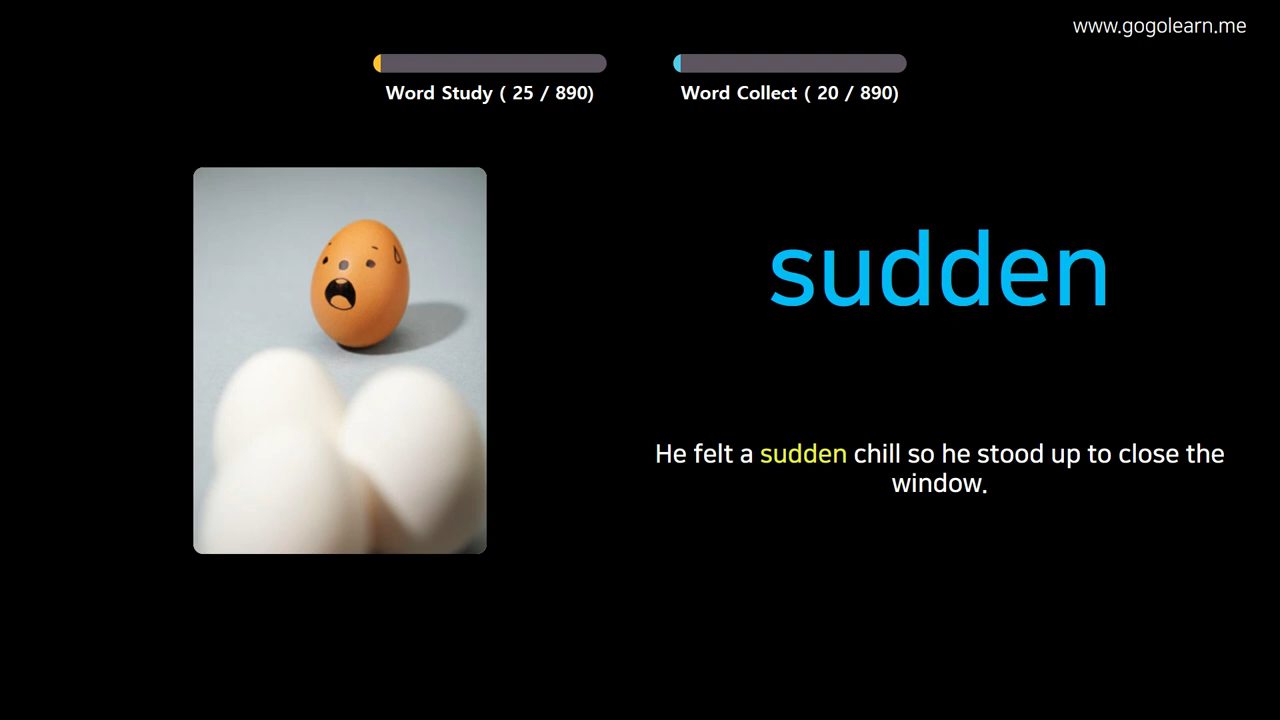 www.gogolearn.me
Word Study ( 25 / 890)
Word Collect ( 20 / 890)
sudden
He felt a sudden chill so he stood up to close the
window.